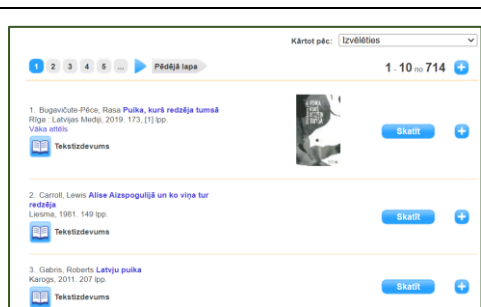 Kārtot pēc: Izvēlēties
1 2 3 4 5 ... Pēdējā lapa 1 - 10 no 714
1. Bugavičute-Pēce, Rasa Puika, kurš redzēja tumsā
Rīga : Latvijas Mediji, 2019. 173, [1] lpp.
Vāka attēls
Tekstizdevums
Skatīt
2. Carroll, Lewis Alise Aizspogulijā un ko viņa tur
redzēja
Liesma, 1981. 149 lpp.
Tekstizdevums
Skatīt
3. Gabris, Roberts Latvju puika
Karogs, 2011. 207 lpp.
Tekstizdevums
Skatīt